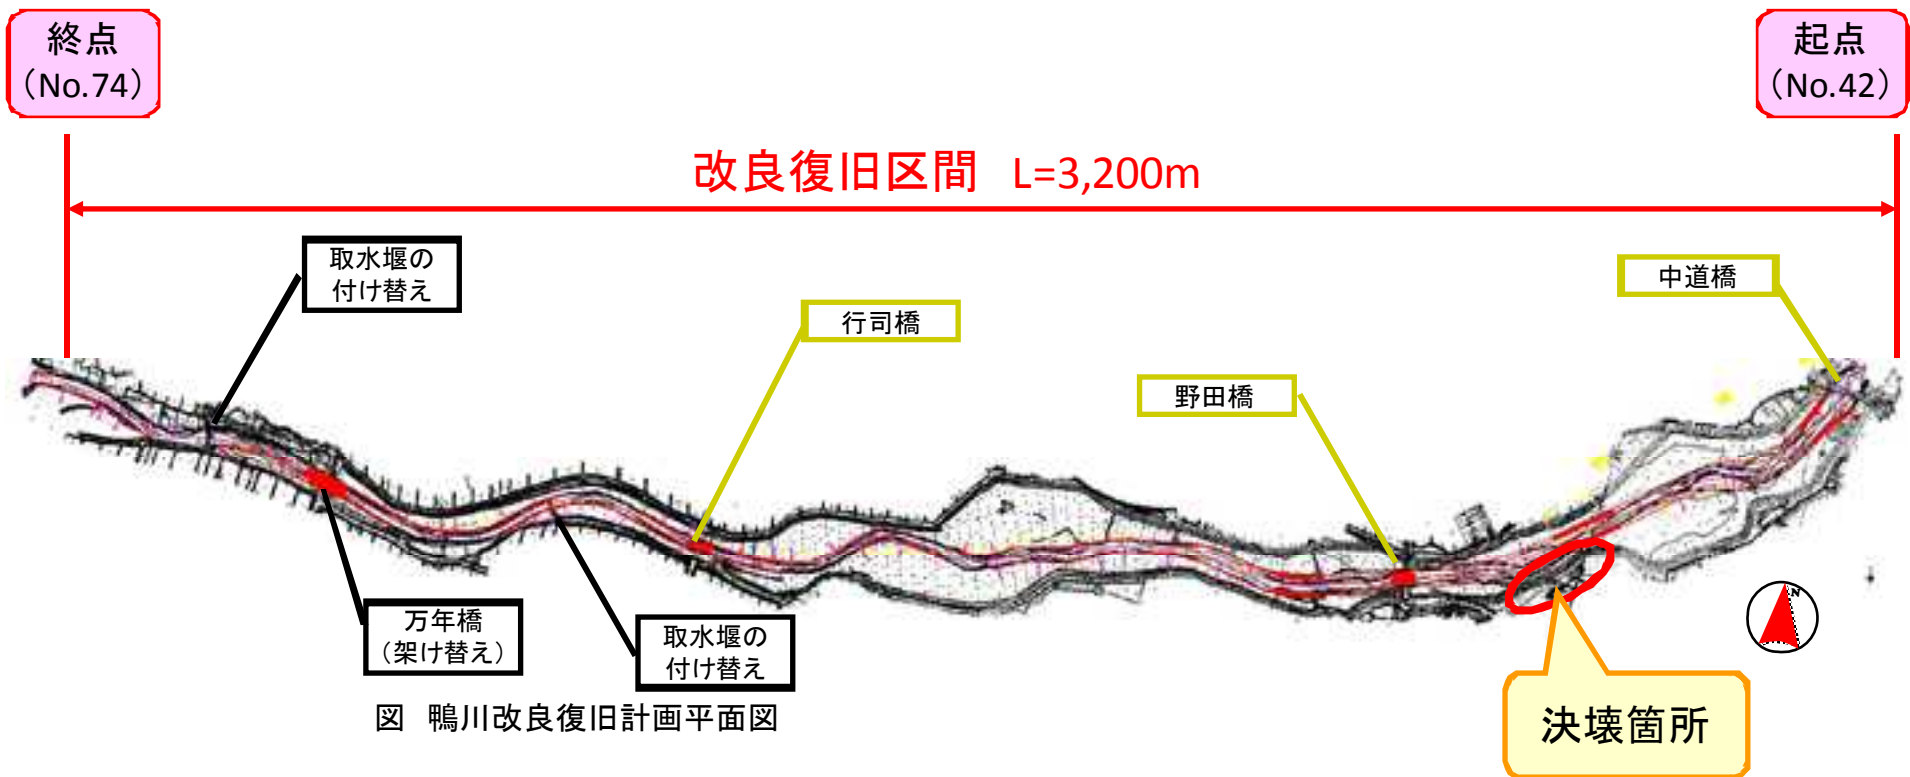 終点
（No.74）
起点
（No.42）
改良復旧区間 L=3,200m
取水堰の
付け替え
行司橋
野田橋
中道橋
万年橋
（架け替え）
取水堰の
付け替え
N
決壊箇所
図 鴨川改良復旧計画平面図